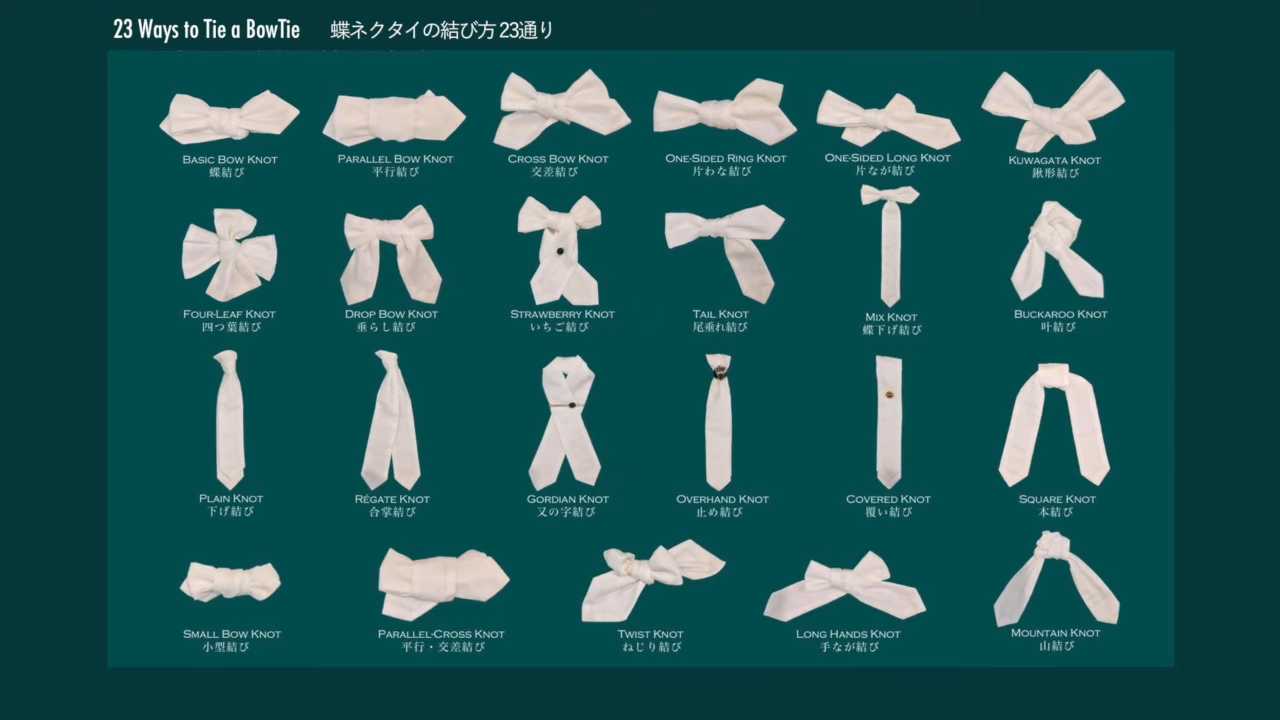 23 Ways to Tie a BowTie 蝶ネクタイの結び方 23通り
BASIC BOW KNOT
蝶結び
PARALLEL BOW KNOT
平行結び
CROSS BOW KNOT
交差結び
ONE-SIDED RING KNOT
片わな結び
ONE-SIDED LONG KNOT
片なが結び
KUWAGATA KNOT
鍬形結び
FOUR-LEAF KNOT
四つ葉結び
DROP BOW KNOT
垂らし結び
STRAWBERRY KNOT
いちご結び
TAIL KNOT
尾垂れ結び
MIX KNOT
蝶下げ結び
BUCKAROO KNOT
叶結び
PLAIN KNOT
下げ結び
RÉGATE KNOT
合掌結び
GORDIAN KNOT
又の字結び
OVERHAND KNOT
止め結び
COVERED KNOT
覆い結び
SQUARE KNOT
本結び
SMALL BOW KNOT
小型結び
PARALLEL-CROSS KNOT
平行・交差結び
TWIST KNOT
ねじり結び
LONG HANDS KNOT
手なが結び
MOUNTAIN KNOT
山結び